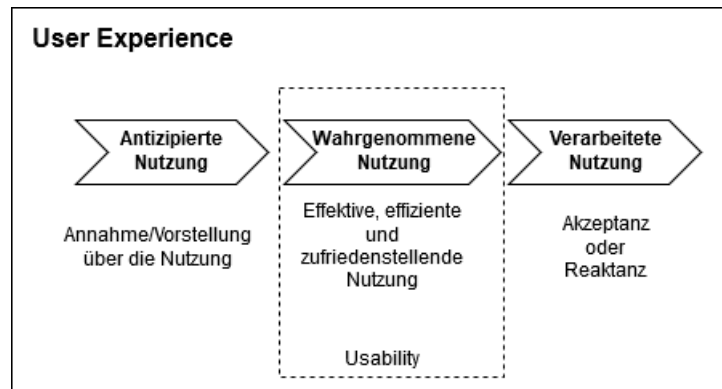 User Experience
Antizipierte
Nutzung
Annahme/Vorstellung
über die Nutzung
Wahrgenommene
Nutzung
Effektive, effiziente
und
zufriedenstellende
Nutzung
Usability
Verarbeitete
Nutzung
Akzeptanz
oder
Reaktanz